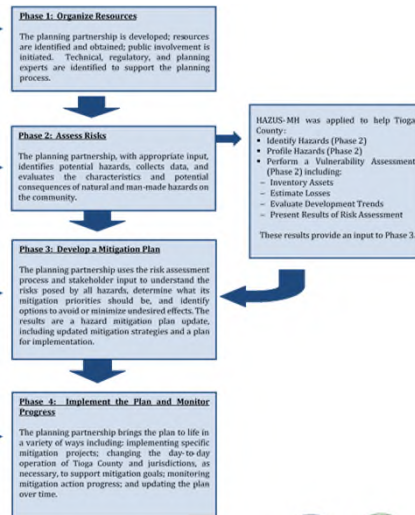 Phase 1: Organize Resources
The planning partnership is developed; resources
are identified and obtained; public involvement is
initiated. Technical, regulatory, and planning
experts are identified to support the planning
process.
Phase 2: Assess Risks
The planning partnership, with appropriate input,
identifies potential hazards, collects data, and
evaluates the characteristics and potential
consequences of natural and man-made hazards on
the community.
HAZUS-MH was applied to help Tioga
County:
▪ Identify Hazards (Phase 2)
▪ Profile Hazards (Phase 2)
▪ Perform a Vulnerability Assessment
(Phase 2) including:
– Inventory Assets
– Estimate Losses
– Evaluate Development Trends
– Present Results of Risk Assessment
These results provide an input to Phase 3.
Phase 3: Develop a Mitigation Plan
The planning partnership uses the risk assessment
process and stakeholder input to understand the
risks posed by all hazards, determine what its
mitigation priorities should be, and identify
options to avoid or minimize undesired effects. The
results are a hazard mitigation plan update,
including updated mitigation strategies and a plan
for implementation.
Phase 4: Implement the Plan and Monitor
Progress
The planning partnership brings the plan to life in
a variety of ways including: implementing specific
mitigation projects; changing the day-to-day
operation of Tioga County and jurisdictions, as
necessary, to support mitigation goals; monitoring
mitigation action progress; and updating the plan
over time.